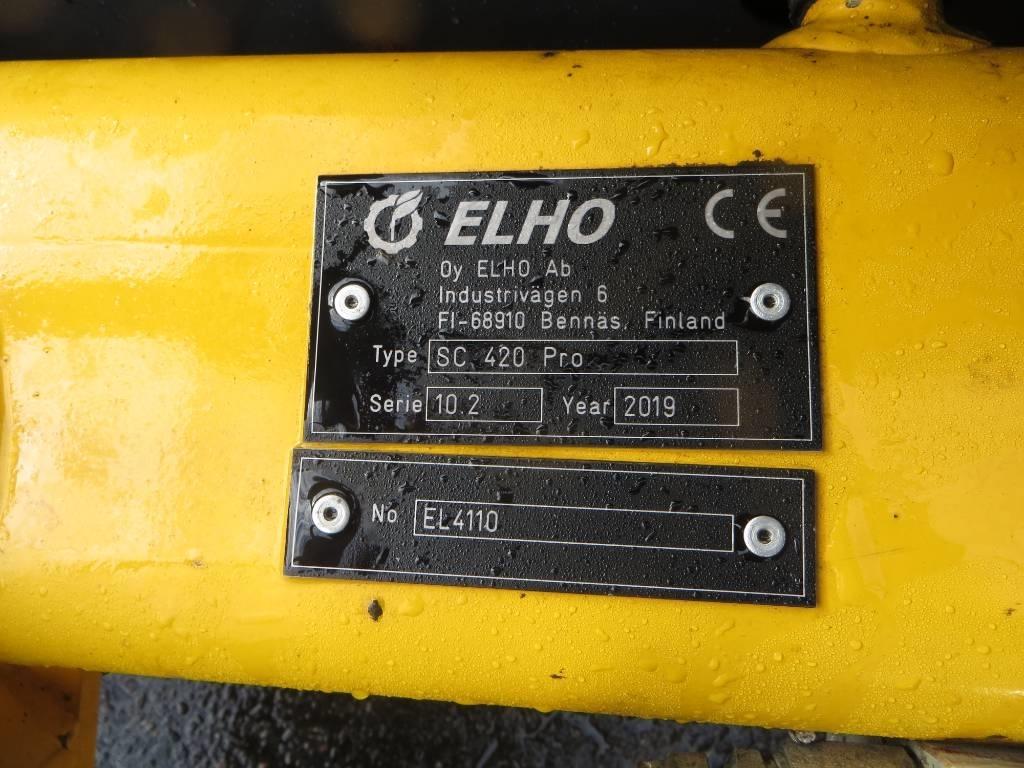 ELHO CE
Oy ELHO Ab
Industrivägen 6
FI-68910 Bennäs, Finland
Type SC 420 Pro
Serie 10.2 Year 2019
No EL4110